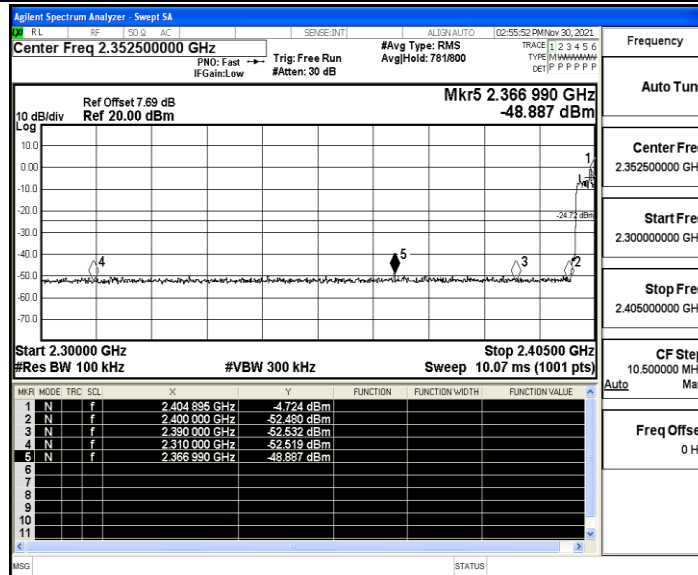 Agilent Spectrum Analyzer - Swept SA
RL RF 50 Ω AC SENSE:INT ALIGN AUTO 02:55:52 PM Nov 30, 2021
Center Freq 2.352500000 GHz
PNO: Fast
IFGain:Low
Trig: Free Run
#Atten: 30 dB
#Avg Type: RMS
Avg|Hold: 781/800
TRACE 1 2 3 4 5 6
TYPE M
DET P P P P P P
Ref Offset 7.69 dB
10 dB/div Ref 20.00 dBm
Log
Mkr5 2.366 990 GHz
-48.887 dBm
10.0
0.00
-10.0
-20.0
-30.0
-40.0
-50.0
-60.0
-70.0
1
-24.72 dBm
4
5
3
2
Start 2.30000 GHz Stop 2.40500 GHz
#Res BW 100 kHz #VBW 300 kHz Sweep 10.07 ms (1001 pts)
MKR MODE TRC SCL X Y FUNCTION FUNCTION WIDTH FUNCTION VALUE
1 N f 2.404 895 GHz -4.724 dBm
2 N f 2.400 000 GHz -52.480 dBm
3 N f 2.390 000 GHz -52.532 dBm
4 N f 2.310 000 GHz -52.519 dBm
5 N f 2.366 990 GHz -48.887 dBm
6
7
8
9
10
11
MSG STATUS
Frequency
Auto Tun
Center Fre
2.352500000 GH
Start Fre
2.300000000 GH
Stop Fre
2.405000000 GH
CF Ste
10.500000 MH
Auto Ma
Freq Offse
0 H